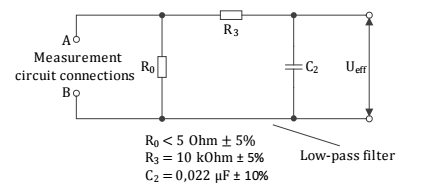 R3
A
Measurement
circuit connections
R0
C2
Ueff
B
R0 < 5 Ohm ± 5%
R3 = 10 kOhm ± 5%
C2 = 0,022 μF ± 10%
Low-pass filter